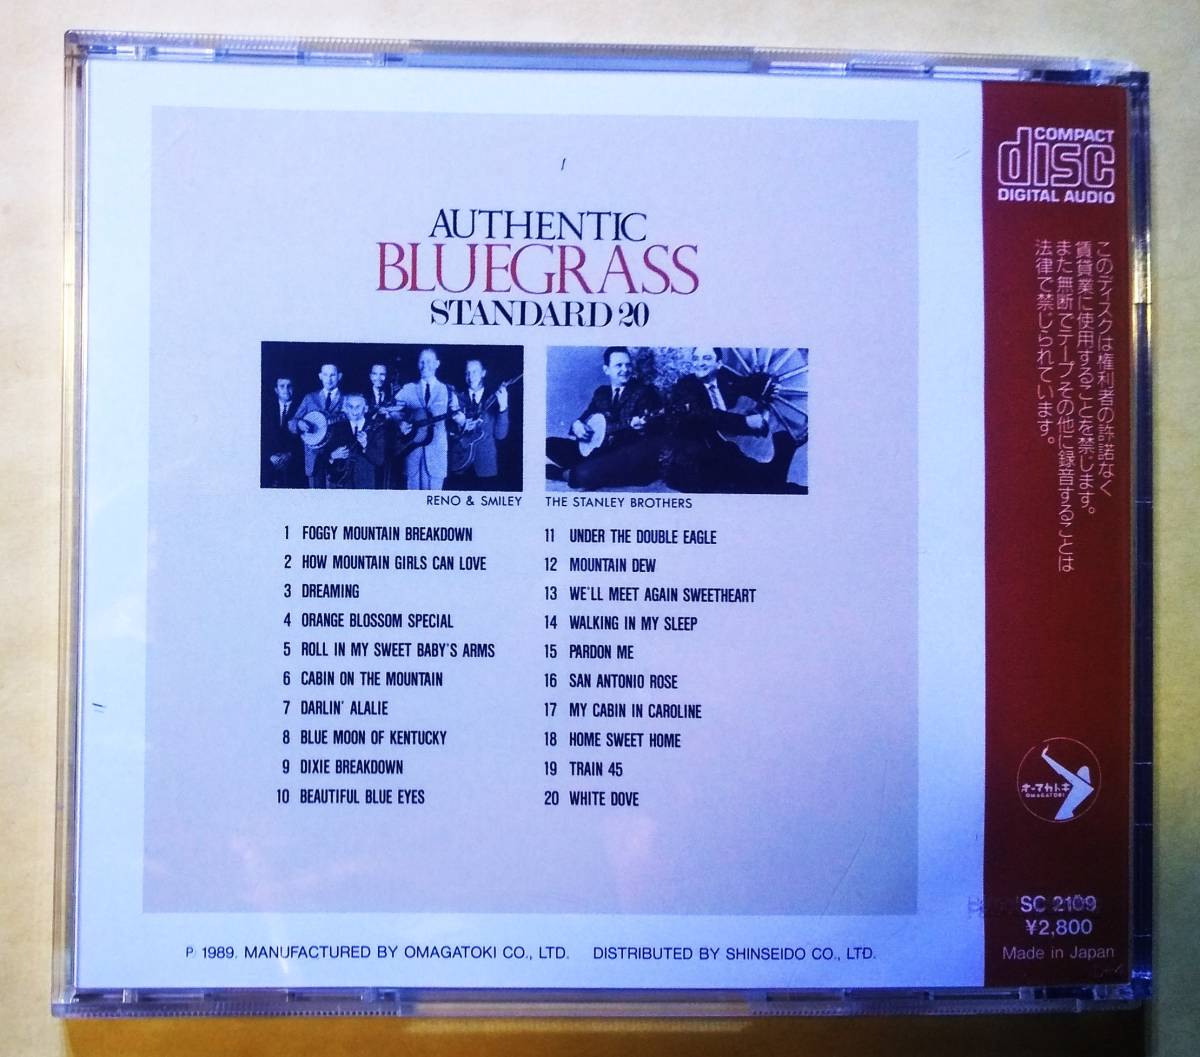 AUTHENTIC
BLUEGRASS
STANDARD 20
RENO & SMILEY
THE STANLEY BROTHERS
1 FOGGY MOUNTAIN BREAKDOWN
2 HOW MOUNTAIN GIRLS CAN LOVE
3 DREAMING
4 ORANGE BLOSSOM SPECIAL
5 ROLL IN MY SWEET BABY'S ARMS
6 CABIN ON THE MOUNTAIN
7 DARLIN' ALALIE
8 BLUE MOON OF KENTUCKY
9 DIXIE BREAKDOWN
10 BEAUTIFUL BLUE EYES
11 UNDER THE DOUBLE EAGLE
12 MOUNTAIN DEW
13 WE'LL MEET AGAIN SWEETHEART
14 WALKING IN MY SLEEP
15 PARDON ME
16 SAN ANTONIO ROSE
17 MY CABIN IN CAROLINE
18 HOME SWEET HOME
19 TRAIN 45
20 WHITE DOVE
P 1989. MANUFACTURED BY OMAGATOKI CO., LTD. DISTRIBUTED BY SHINSEIDO CO., LTD.
COMPACT
disc
DIGITAL AUDIO
このディスクは権利者の許諾なく
賃貸業に使用することを禁じます。
また無断でテープその他に録音することは
法律で禁じられています。
オーマガトキ
OMAGATOKI
SC 2109
¥2,800
Made in Japan